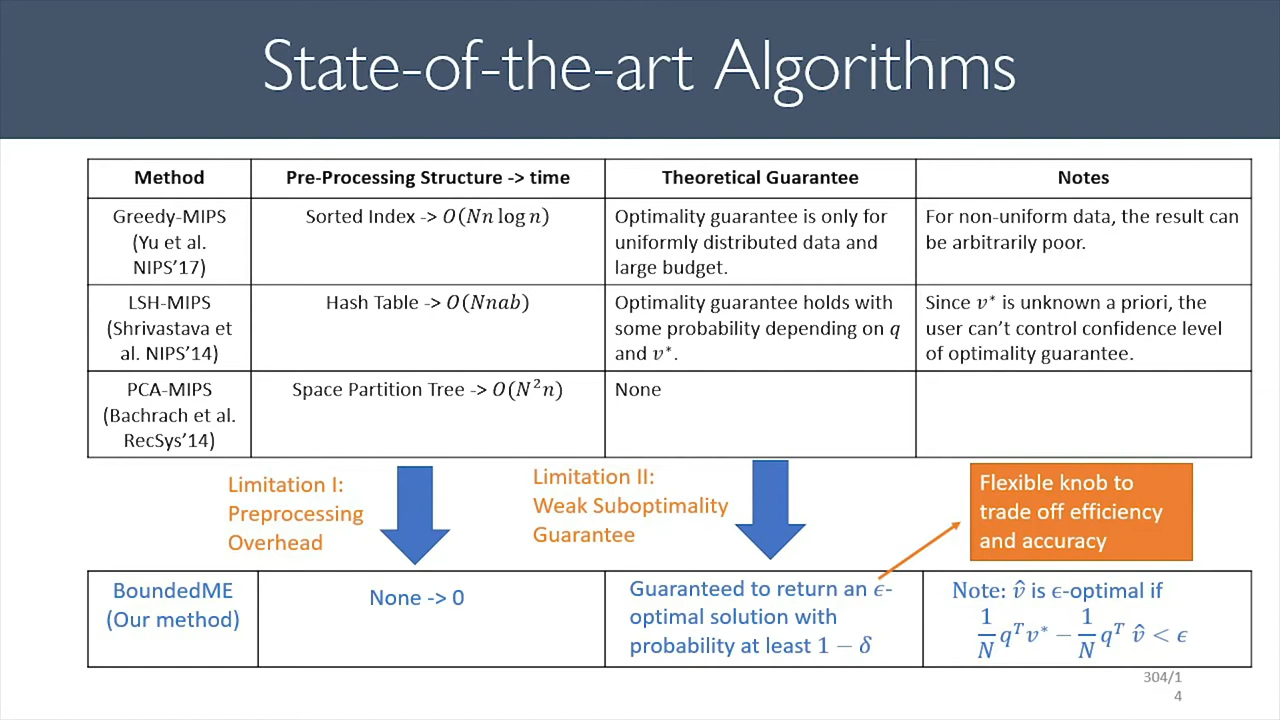 State-of-the-art Algorithms
Method
Pre-Processing Structure -> time
Theoretical Guarantee
Notes
Greedy-MIPS
(Yu et al.
NIPS’17)
Sorted Index -> O(Nn log n)
Optimality guarantee is only for
uniformly distributed data and
large budget.
For non-uniform data, the result can
be arbitrarily poor.
LSH-MIPS
(Shrivastava et
al. NIPS’14)
Hash Table -> O(Nnab)
Optimality guarantee holds with
some probability depending on q
and v*.
Since v* is unknown a priori, the
user can’t control confidence level
of optimality guarantee.
PCA-MIPS
(Bachrach et al.
RecSys’14)
Space Partition Tree -> O(N²n)
None
Limitation I:
Preprocessing
Overhead
Limitation II:
Weak Suboptimality
Guarantee
Flexible knob to
trade off efficiency
and accuracy
BoundedME
(Our method)
None -> 0
Guaranteed to return an ϵ-
optimal solution with
probability at least 1 − δ
Note: v̂ is ϵ-optimal if
1/N qᵀv* − 1/N qᵀ v̂ < ϵ
304/1
4